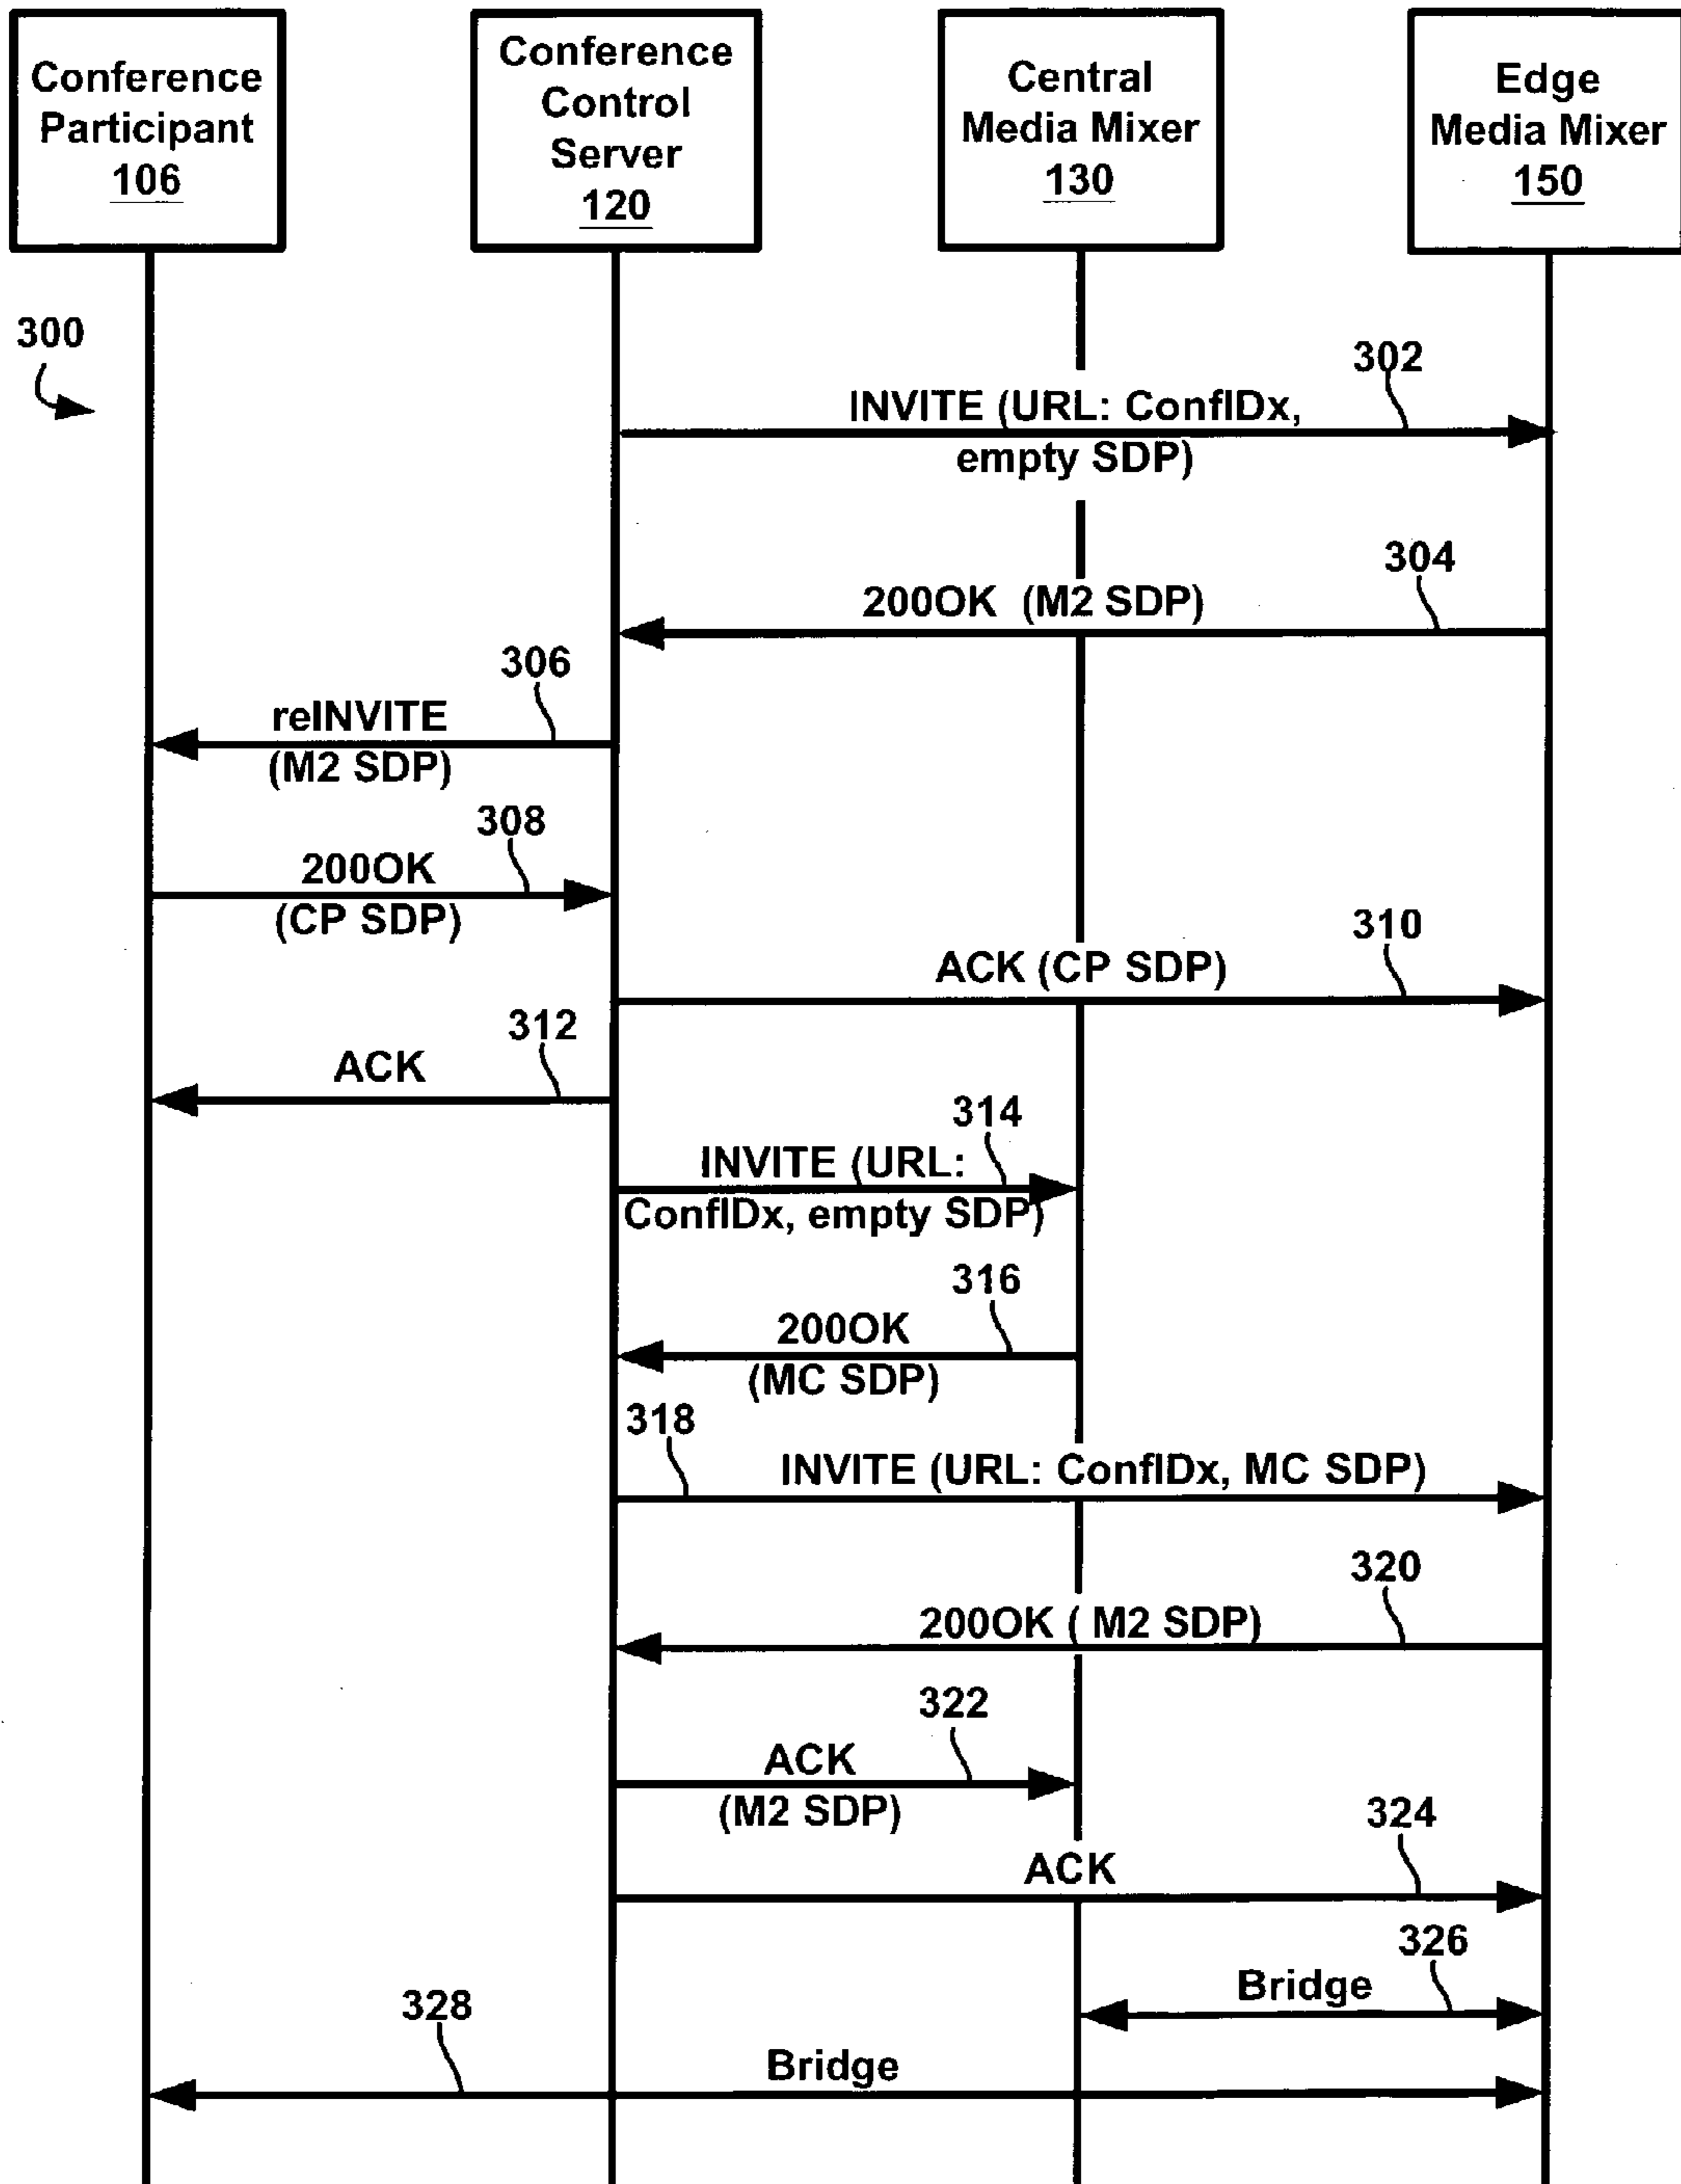 Conference
Participant
106
Conference
Control
Server
120
Central
Media Mixer
130
Edge
Media Mixer
150
300
302
INVITE (URL: ConfIDx,
empty SDP)
304
200OK (M2 SDP)
306
reINVITE
(M2 SDP)
308
200OK
(CP SDP)
310
ACK (CP SDP)
312
ACK
314
INVITE (URL:
ConfIDx, empty SDP)
316
200OK
(MC SDP)
318
INVITE (URL: ConfIDx, MC SDP)
320
200OK ( M2 SDP)
322
ACK
(M2 SDP)
324
ACK
326
Bridge
328
Bridge